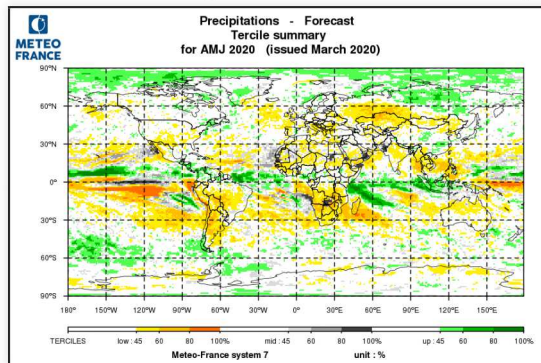 METEO
FRANCE
Precipitations - Forecast
Tercile summary
for AMJ 2020 (issued March 2020)
90°N
60°N
30°N
0°
30°S
60°S
90°S
180° 150°W 120°W 90°W 60°W 30°W 0° 30°E 60°E 90°E 120°E 150°E
TERCILES low : 45 60 80 100% mid : 45 60 80 100% up : 45 60 80 100%
Meteo-France system 7 unit : %